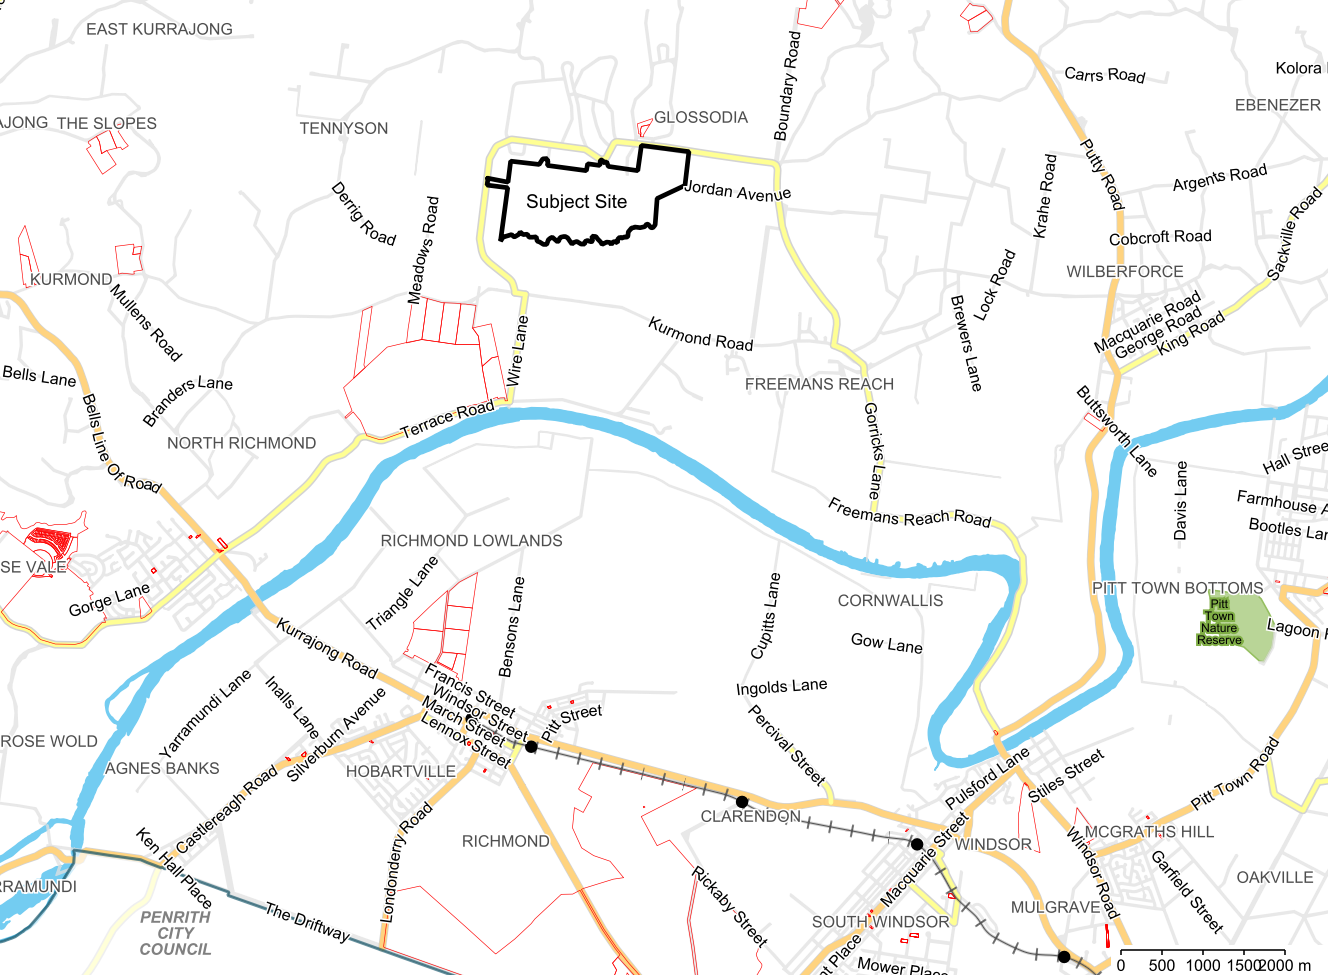 EAST KURRAJONG
Boundary Road
Carrs Road
Kolora
EBENEZER
AJONG THE SLOPES
TENNYSON
GLOSSODIA
Putty Road
Argents Road
Krahe Road
Derrig Road
Meadows Road
Subject Site
Jordan Avenue
Cobcroft Road
Sackville Road
KURMOND
WILBERFORCE
Lock Road
Mullens Road
Brewers Lane
Macquarie Road
George Road
King Road
Wire Lane
Kurmond Road
Bells Lane
Branders Lane
FREEMANS REACH
Bells Line Of Road
Terrace Road
Gorricks Lane
Buttsworth Lane
NORTH RICHMOND
Hall Stree
Davis Lane
Farmhouse A
Bootles Lan
Freemans Reach Road
RICHMOND LOWLANDS
SE VALE
Gorge Lane
Triangle Lane
Bensons Lane
Cupitts Lane
CORNWALLIS
PITT TOWN BOTTOMS
Pitt
Town
Nature
Reserve
Lagoon R
Kurrajong Road
Gow Lane
Francis Street
Windsor Street
March Street
Lennox Street
Pitt Street
Ingolds Lane
Percival Street
Yarramundi Lane
Inalls Lane
Silverburn Avenue
ROSE WOLD
AGNES BANKS
HOBARTVILLE
Pulsford Lane
Stiles Street
Pitt Town Road
Castlereagh Road
CLARENDON
Ken Hall Place
Londonderry Road
RICHMOND
Macquarie Street
WINDSOR
MCGRATHS HILL
Windsor Road
Garfield Street
RRAMUNDI
Rickaby Street
OAKVILLE
PENRITH
CITY
COUNCIL
The Driftway
SOUTH WINDSOR
MULGRAVE
nt Place
Mower Place
0 500 1000 1500 2000 m